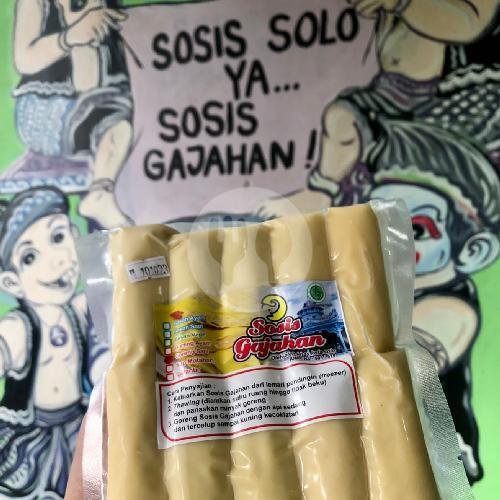 SOSIS SOLO
YA...
SOSIS
GAJAHAN!
Sosis
Gajahan
Cara Penyajian :
1. Keluarkan Sosis Gajahan dari lemari pendingin (freezer)
2. Thawing (diamkan suhu ruang hingga tidak beku)
dan panaskan minyak goreng
3. Goreng Sosis Gajahan dengan api sedang
dan tercelup sampai kuning kecoklatan